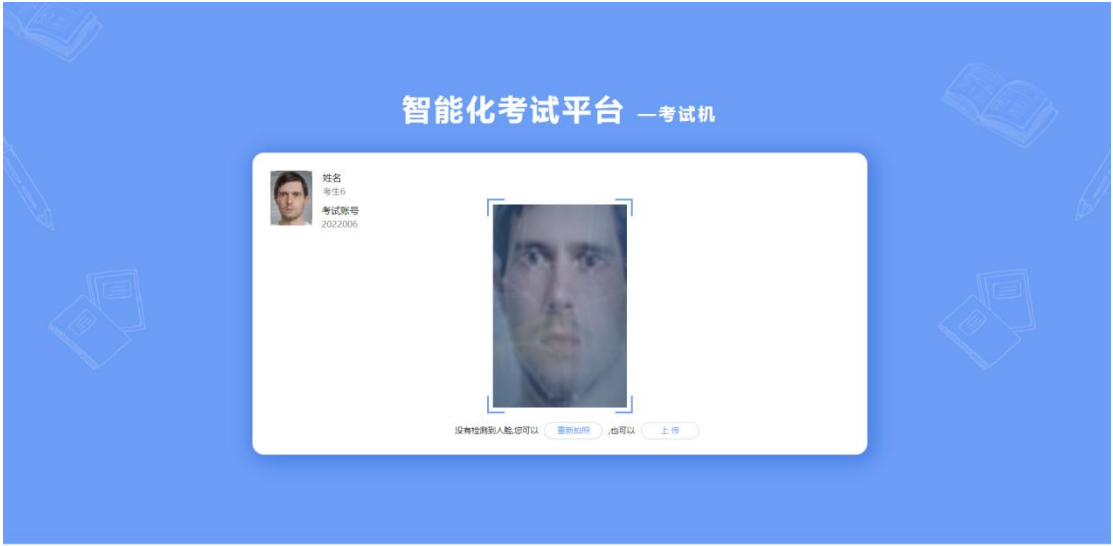 智能化考试平台 —考试机
姓名
考生6
考试账号
2022006
没有检测到人脸,您可以 重新拍照 ,也可以 上 传